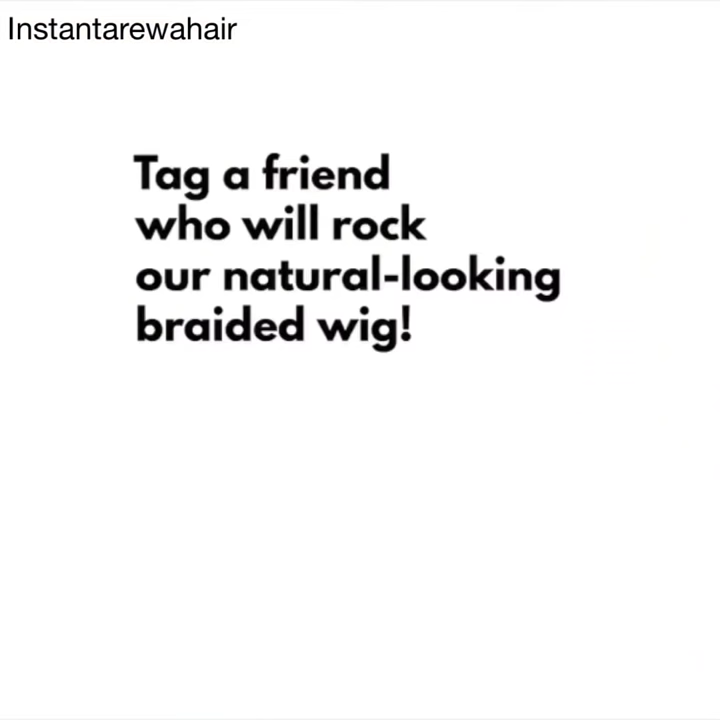 Instantarewahair
Tag a friend
who will rock
our natural-looking
braided wig!